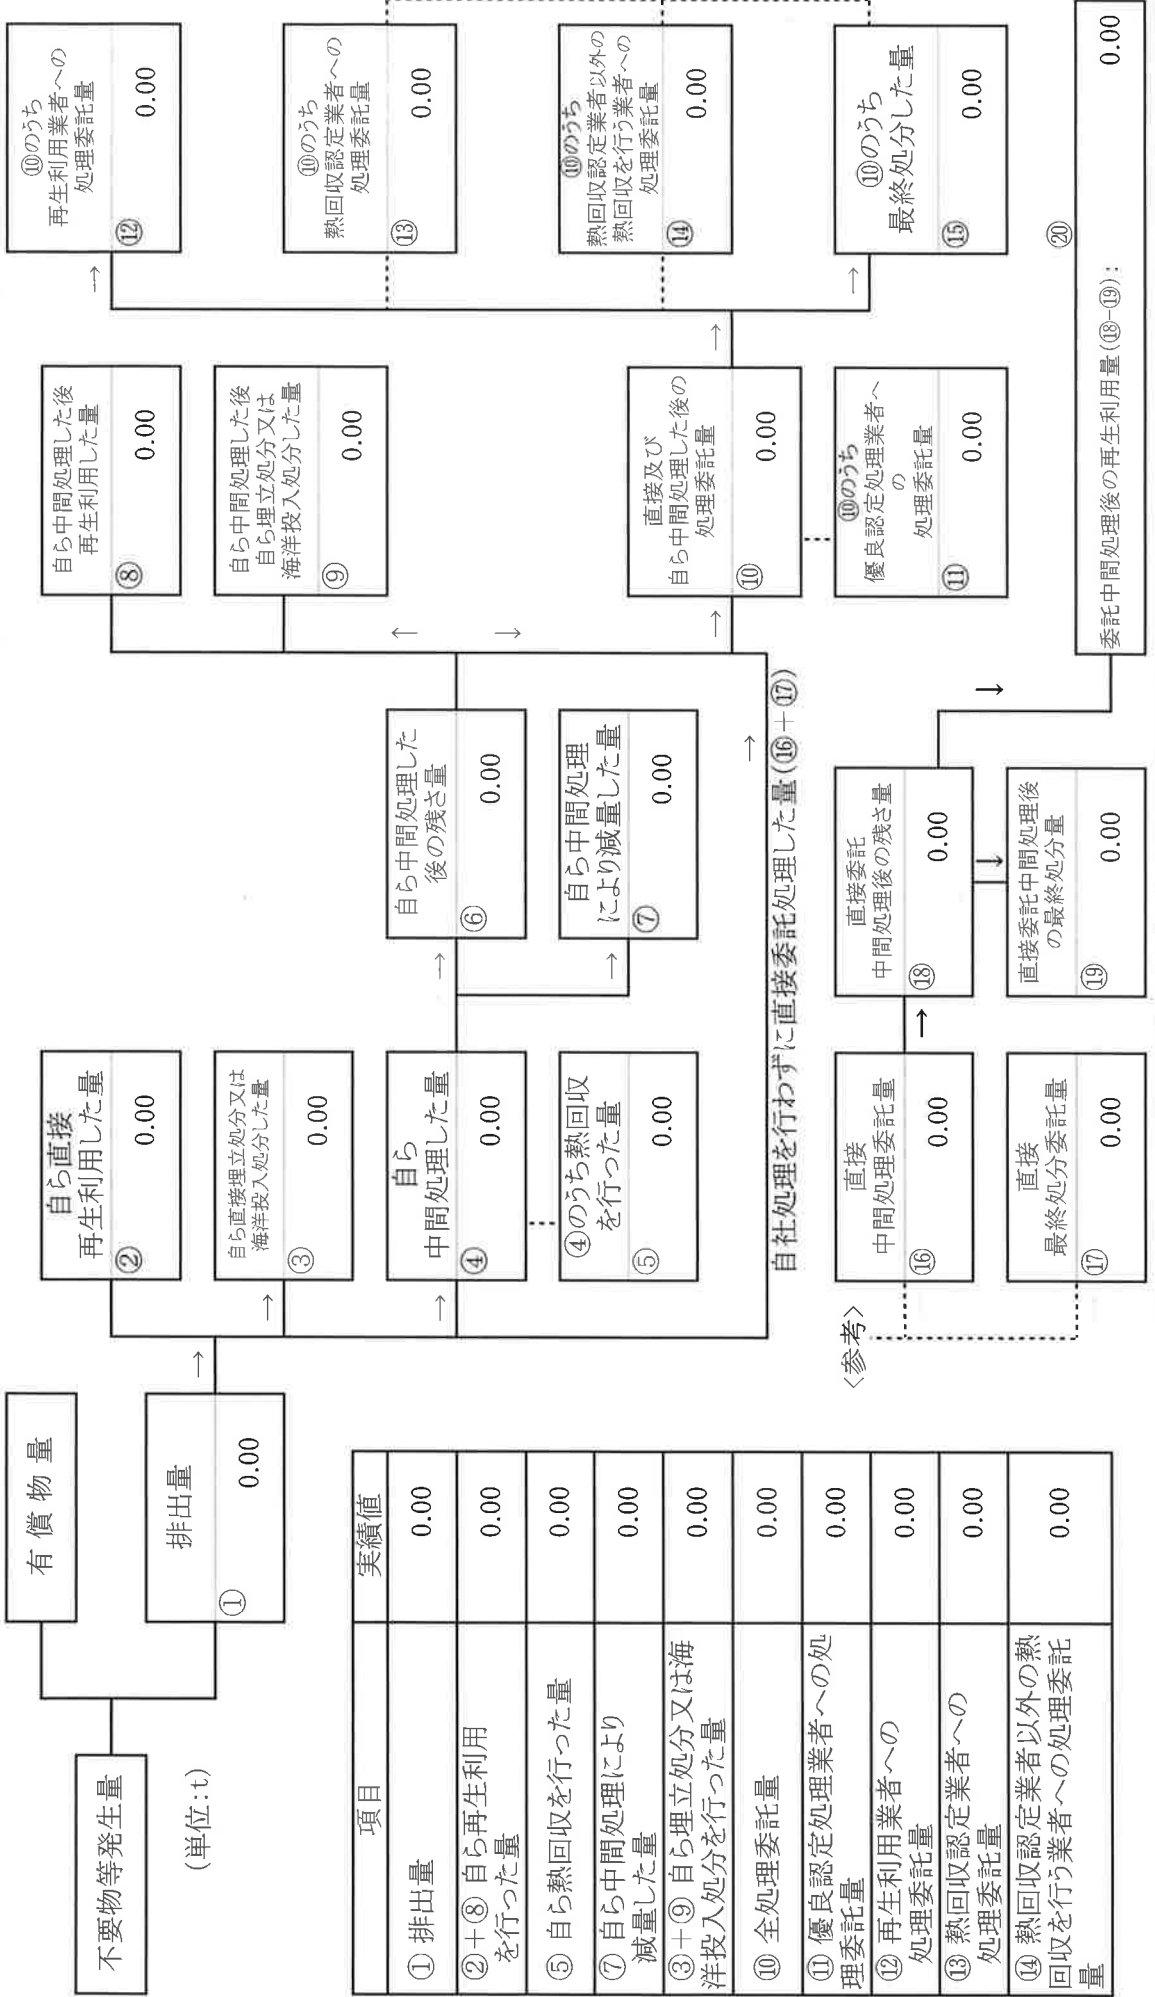 不要物等発生量
(単位:t)
有償物量
排出量
①
0.00
自ら直接
再生利用した量
②
0.00
自ら直接埋立処分又は
海洋投入処分した量
③
0.00
自ら
中間処理した量
④
0.00
④のうち熱回収
を行った量
⑤
0.00
自ら中間処理した
後の残さ量
⑥
0.00
自ら中間処理
により減量した量
⑦
0.00
自ら中間処理した後
再生利用した量
⑧
0.00
自ら中間処理した後
自ら埋立処分又は
海洋投入処分した量
⑨
0.00
直接及び
自ら中間処理した後の
処理委託量
⑩
0.00
⑩のうち
優良認定処理業者へ
の
処理委託量
⑪
0.00
⑩のうち
再生利用業者への
処理委託量
⑫
0.00
⑩のうち
熱回収認定業者への
処理委託量
⑬
0.00
⑩のうち
熱回収認定業者以外の
熱回収を行う業者への
処理委託量
⑭
0.00
⑩のうち
最終処分した量
⑮
0.00
自社処理を行わずに直接委託処理した量(⑯+⑰)
<参考>
直接
中間処理委託量
⑯
0.00
直接
最終処分委託量
⑰
0.00
直接委託
中間処理後の残さ量
⑱
0.00
直接委託中間処理後
の最終処分量
⑲
0.00
⑳
委託中間処理後の再生利用量(⑱-⑲):
0.00
項目 実績値
① 排出量 0.00
②+⑧ 自ら再生利用
を行った量 0.00
⑤ 自ら熱回収を行った量 0.00
⑦ 自ら中間処理により
減量した量 0.00
③+⑨ 自ら埋立処分又は海
洋投入処分を行った量 0.00
⑩ 全処理委託量 0.00
⑪ 優良認定処理業者への処
理委託量 0.00
⑫ 再生利用業者への
処理委託量 0.00
⑬ 熱回収認定業者への
処理委託量 0.00
⑭ 熱回収認定業者以外の熱
回収を行う業者への処理委託
量 0.00